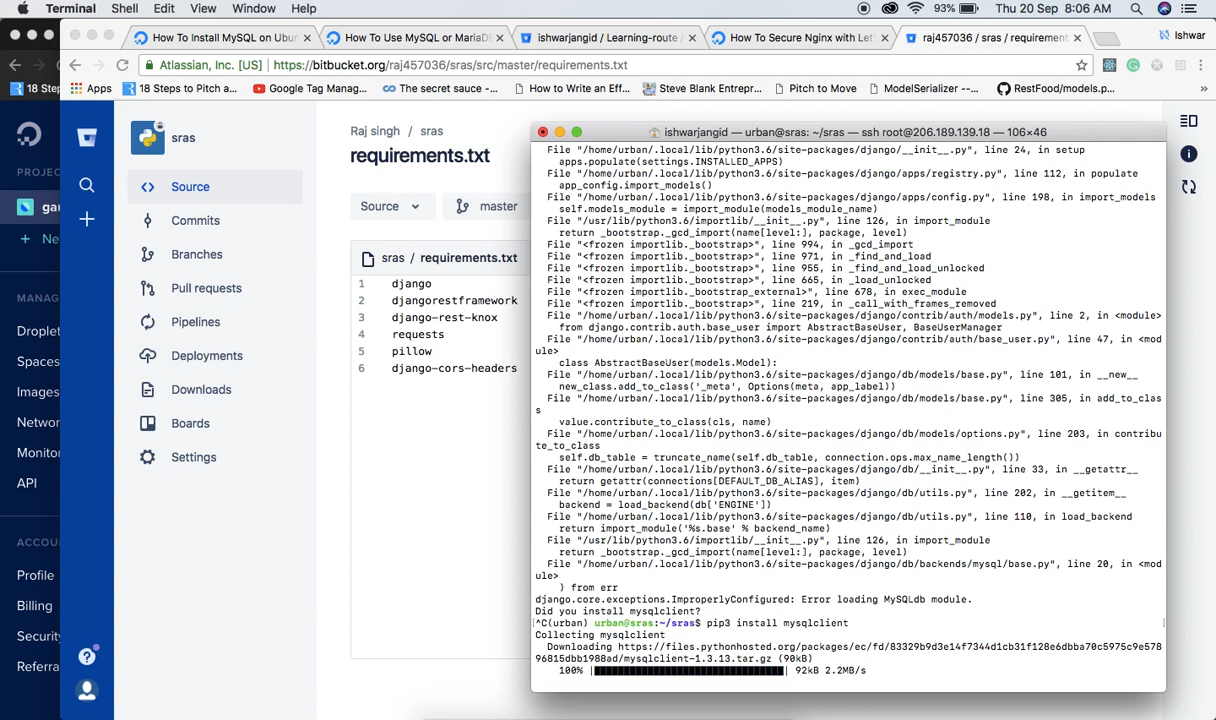 Terminal Shell Edit View Window Help 93% Thu 20 Sep 8:06 AM
How To Install MySQL on Ubun How To Use MySQL or MariaD ishwarjangid / Learning-route / How To Secure Nginx with Let's raj457036 / sras / requirement Ishwar
Atlassian, Inc. [US] https://bitbucket.org/raj457036/sras/src/master/requirements.txt
18 Step
Apps 18 Steps to Pitch a... Google Tag Manag... The secret sauce -... How to Write an Eff... Steve Blank Entrepr... Pitch to Move ModelSerializer –-... RestFood/models.p... »
PROJE
gau
Ne
MANAG
Droplet
Spaces
Images
Networ
Monito
API
ACCOU
Profile
Billing
Security
Referra
sras
Source
Commits
Branches
Pull requests
Pipelines
Deployments
Downloads
Boards
Settings
Raj singh / sras
requirements.txt
Source master
sras / requirements.txt
1 django
2 djangorestframework
3 django-rest-knox
4 requests
5 pillow
6 django-cors-headers
ishwarjangid — urban@sras: ~/sras — ssh root@206.189.139.18 — 106×46
File "/home/urban/.local/lib/python3.6/site-packages/django/__init__.py", line 24, in setup
apps.populate(settings.INSTALLED_APPS)
File "/home/urban/.local/lib/python3.6/site-packages/django/apps/registry.py", line 112, in populate
app_config.import_models()
File "/home/urban/.local/lib/python3.6/site-packages/django/apps/config.py", line 198, in import_models
self.models_module = import_module(models_module_name)
File "/usr/lib/python3.6/importlib/__init__.py", line 126, in import_module
return _bootstrap._gcd_import(name[level:], package, level)
File "<frozen importlib._bootstrap>", line 994, in _gcd_import
File "<frozen importlib._bootstrap>", line 971, in _find_and_load
File "<frozen importlib._bootstrap>", line 955, in _find_and_load_unlocked
File "<frozen importlib._bootstrap>", line 665, in _load_unlocked
File "<frozen importlib._bootstrap_external>", line 678, in exec_module
File "<frozen importlib._bootstrap>", line 219, in _call_with_frames_removed
File "/home/urban/.local/lib/python3.6/site-packages/django/contrib/auth/models.py", line 2, in <module>
from django.contrib.auth.base_user import AbstractBaseUser, BaseUserManager
File "/home/urban/.local/lib/python3.6/site-packages/django/contrib/auth/base_user.py", line 47, in <mod
ule>
class AbstractBaseUser(models.Model):
File "/home/urban/.local/lib/python3.6/site-packages/django/db/models/base.py", line 101, in __new__
new_class.add_to_class('_meta', Options(meta, app_label))
File "/home/urban/.local/lib/python3.6/site-packages/django/db/models/base.py", line 305, in add_to_clas
s
value.contribute_to_class(cls, name)
File "/home/urban/.local/lib/python3.6/site-packages/django/db/models/options.py", line 203, in contribu
te_to_class
self.db_table = truncate_name(self.db_table, connection.ops.max_name_length())
File "/home/urban/.local/lib/python3.6/site-packages/django/db/__init__.py", line 33, in __getattr__
return getattr(connections[DEFAULT_DB_ALIAS], item)
File "/home/urban/.local/lib/python3.6/site-packages/django/db/utils.py", line 202, in __getitem__
backend = load_backend(db['ENGINE'])
File "/home/urban/.local/lib/python3.6/site-packages/django/db/utils.py", line 110, in load_backend
return import_module('%s.base' % backend_name)
File "/usr/lib/python3.6/importlib/__init__.py", line 126, in import_module
return _bootstrap._gcd_import(name[level:], package, level)
File "/home/urban/.local/lib/python3.6/site-packages/django/db/backends/mysql/base.py", line 20, in <mod
ule>
) from err
django.core.exceptions.ImproperlyConfigured: Error loading MySQLdb module.
Did you install mysqlclient?
^C(urban) urban@sras:~/sras$ pip3 install mysqlclient
Collecting mysqlclient
Downloading https://files.pythonhosted.org/packages/ec/fd/83329b9d3e14f7344d1cb31f128e6dbba70c5975c9e578
96815dbb1988ad/mysqlclient-1.3.13.tar.gz (90kB)
100% | | 92kB 2.2MB/s